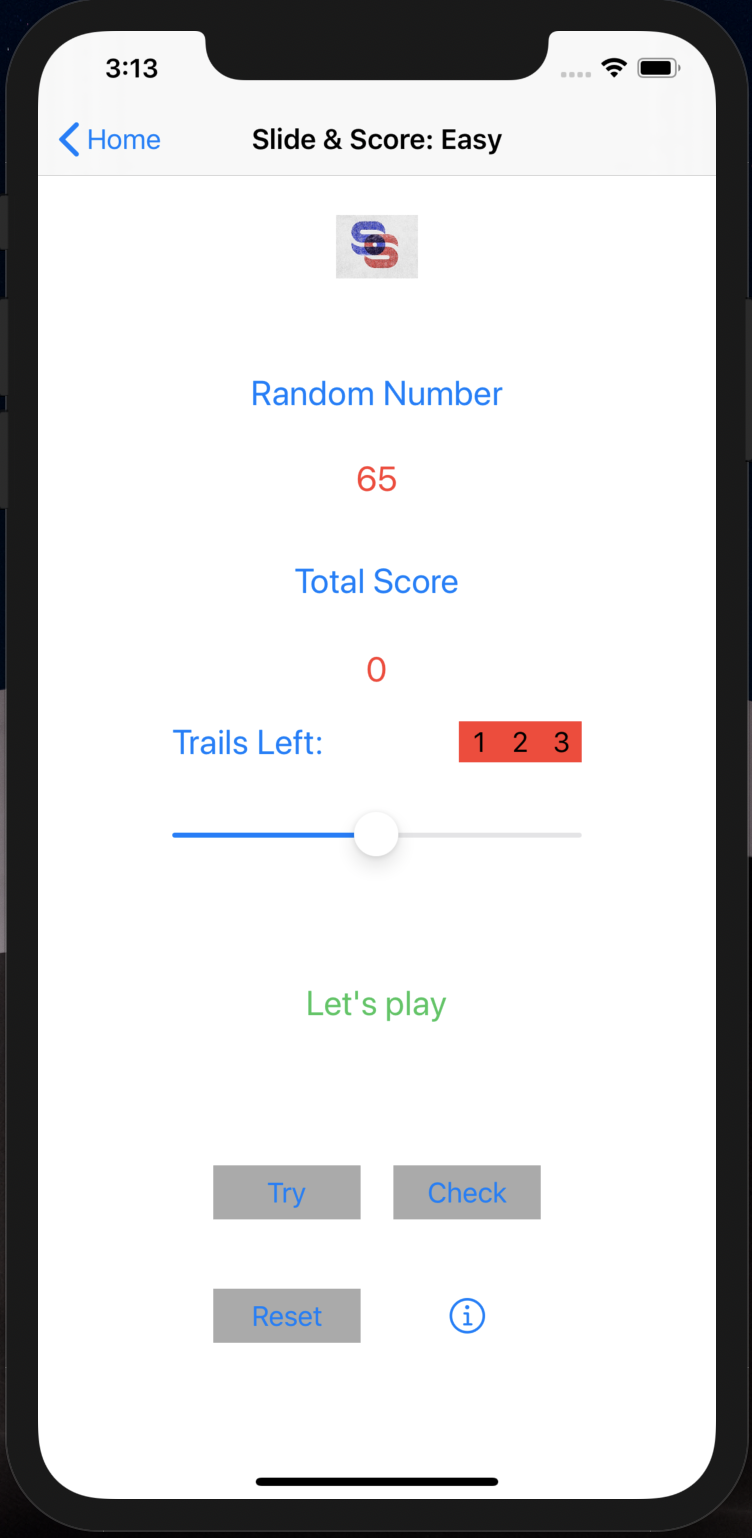 3:13
Home Slide & Score: Easy
SS
Random Number
65
Total Score
0
Trails Left: 1 2 3
Let's play
Try Check
Reset i